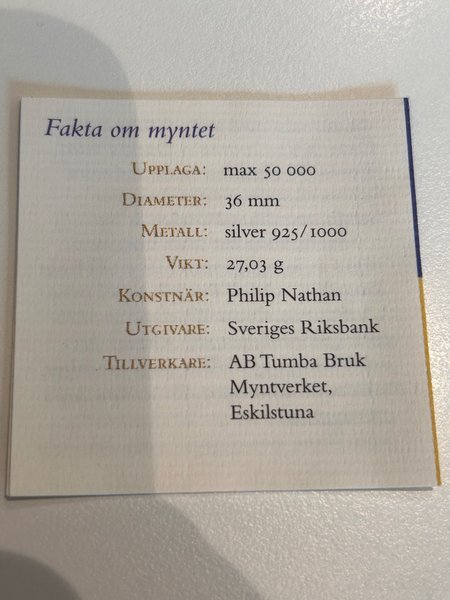 Fakta om myntet
UPPLAGA: max 50 000
DIAMETER: 36 mm
METALL: silver 925/1000
VIKT: 27,03 g
KONSTNÄR: Philip Nathan
UTGIVARE: Sveriges Riksbank
TILLVERKARE: AB Tumba Bruk
Myntverket,
Eskilstuna